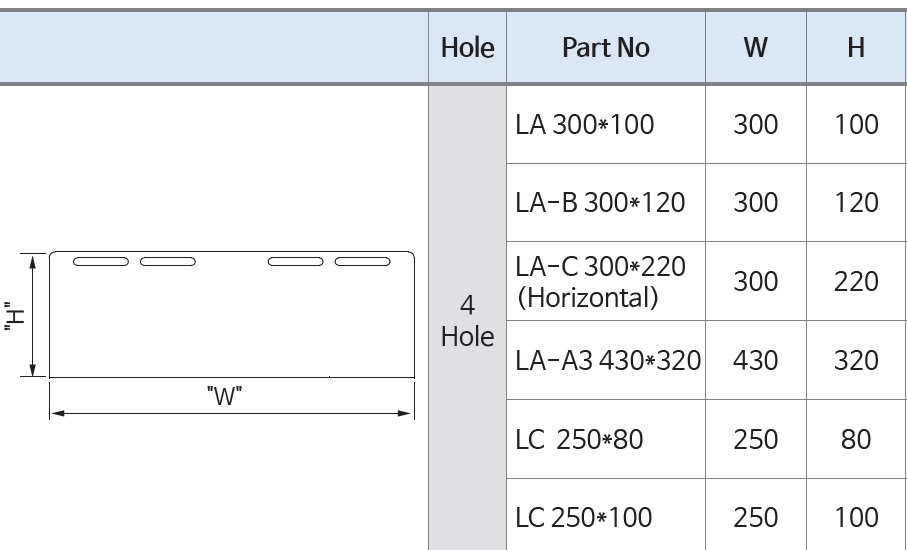 Hole Part No W H
LA 300*100 300 100
LA-B 300*120 300 120
LA-C 300*220
(Horizontal) 300 220
"H"
4
Hole
LA-A3 430*320 430 320
"W"
LC 250*80 250 80
LC 250*100 250 100